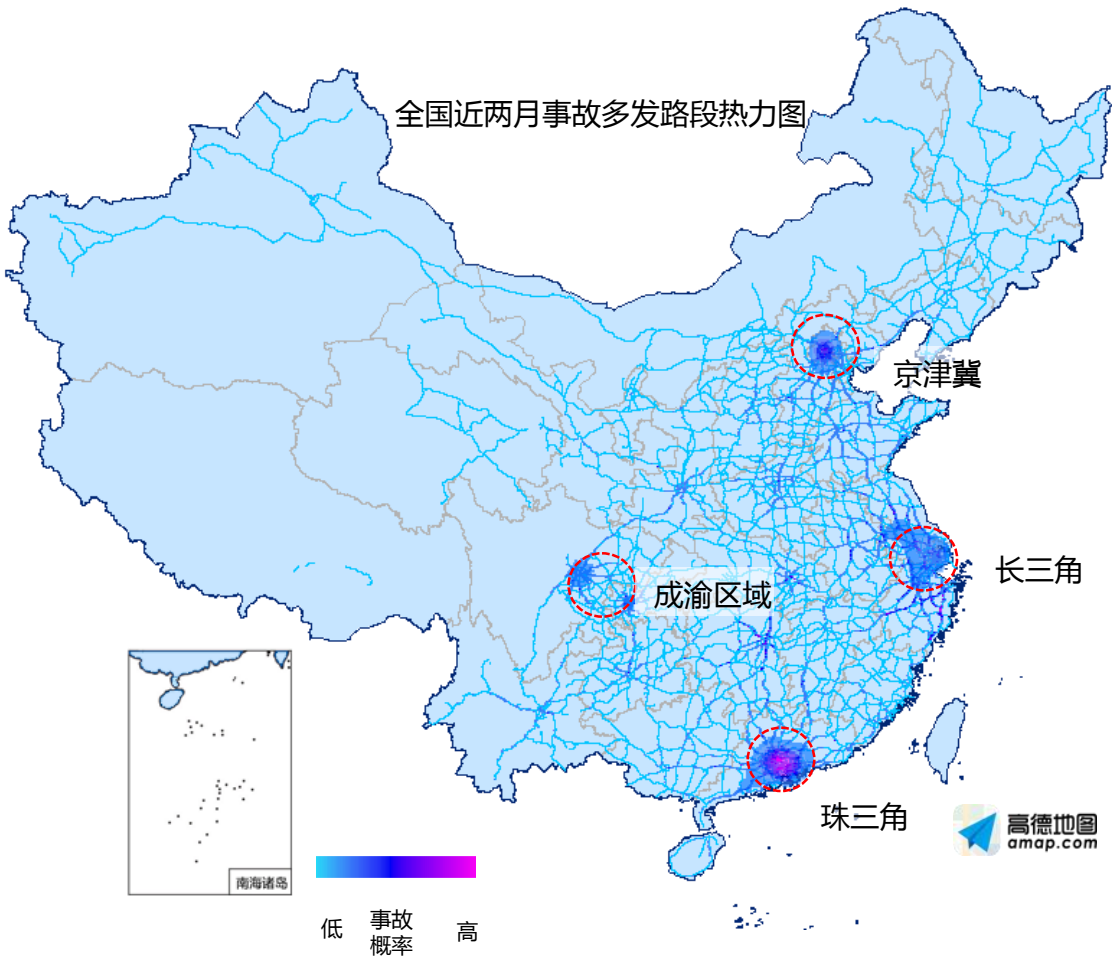 全国近两月事故多发路段热力图
京津冀
长三角
成渝区域
珠三角
高德地图
amap.com
南海诸岛
低
事故
概率
高